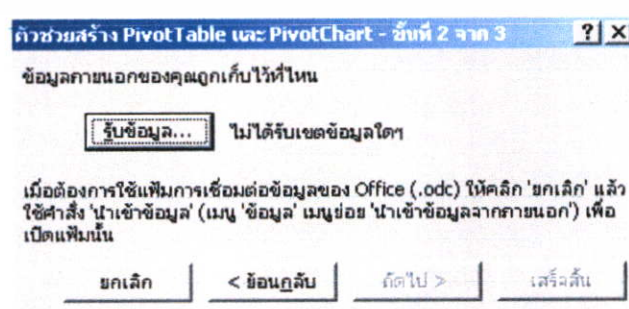 ตัวช่วยสร้าง PivotTable และ PivotChart - ขั้นที่ 2 จาก 3 ? ×
ข้อมูลภายนอกของคุณถูกเก็บไว้ที่ไหน
รับข้อมูล... ไม่ได้รับเขตข้อมูลใดๆ
เมื่อต้องการใช้แฟ้มการเชื่อมต่อข้อมูลของ Office (.odc) ให้คลิก 'ยกเลิก' แล้ว
ใช้คำสั่ง 'นำเข้าข้อมูล' (เมนู 'ข้อมูล' เมนูย่อย 'นำเข้าข้อมูลจากภายนอก') เพื่อ
เปิดแฟ้มนั้น
ยกเลิก < ย้อนกลับ ถัดไป > เสร็จสิ้น